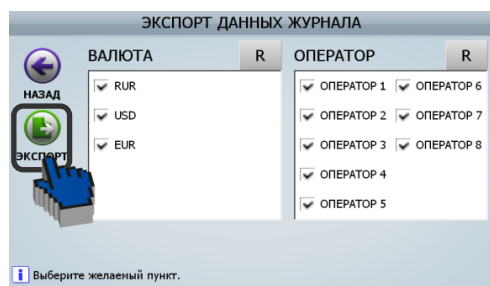 ЭКСПОРТ ДАННЫХ ЖУРНАЛА
НАЗАД
ЭКСПОРТ
ВАЛЮТА R
RUR
USD
EUR
ОПЕРАТОР R
ОПЕРАТОР 1 ОПЕРАТОР 6
ОПЕРАТОР 2 ОПЕРАТОР 7
ОПЕРАТОР 3 ОПЕРАТОР 8
ОПЕРАТОР 4
ОПЕРАТОР 5
i Выберите желаемый пункт.